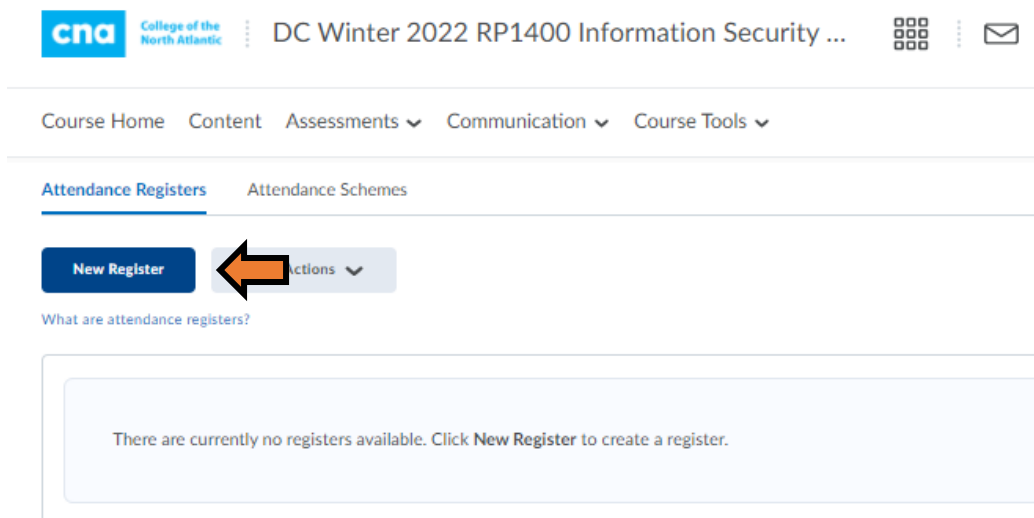 cna College of the
North Atlantic
DC Winter 2022 RP1400 Information Security ...
Course Home Content Assessments Communication Course Tools
Attendance Registers Attendance Schemes
New Register Actions
What are attendance registers?
There are currently no registers available. Click New Register to create a register.